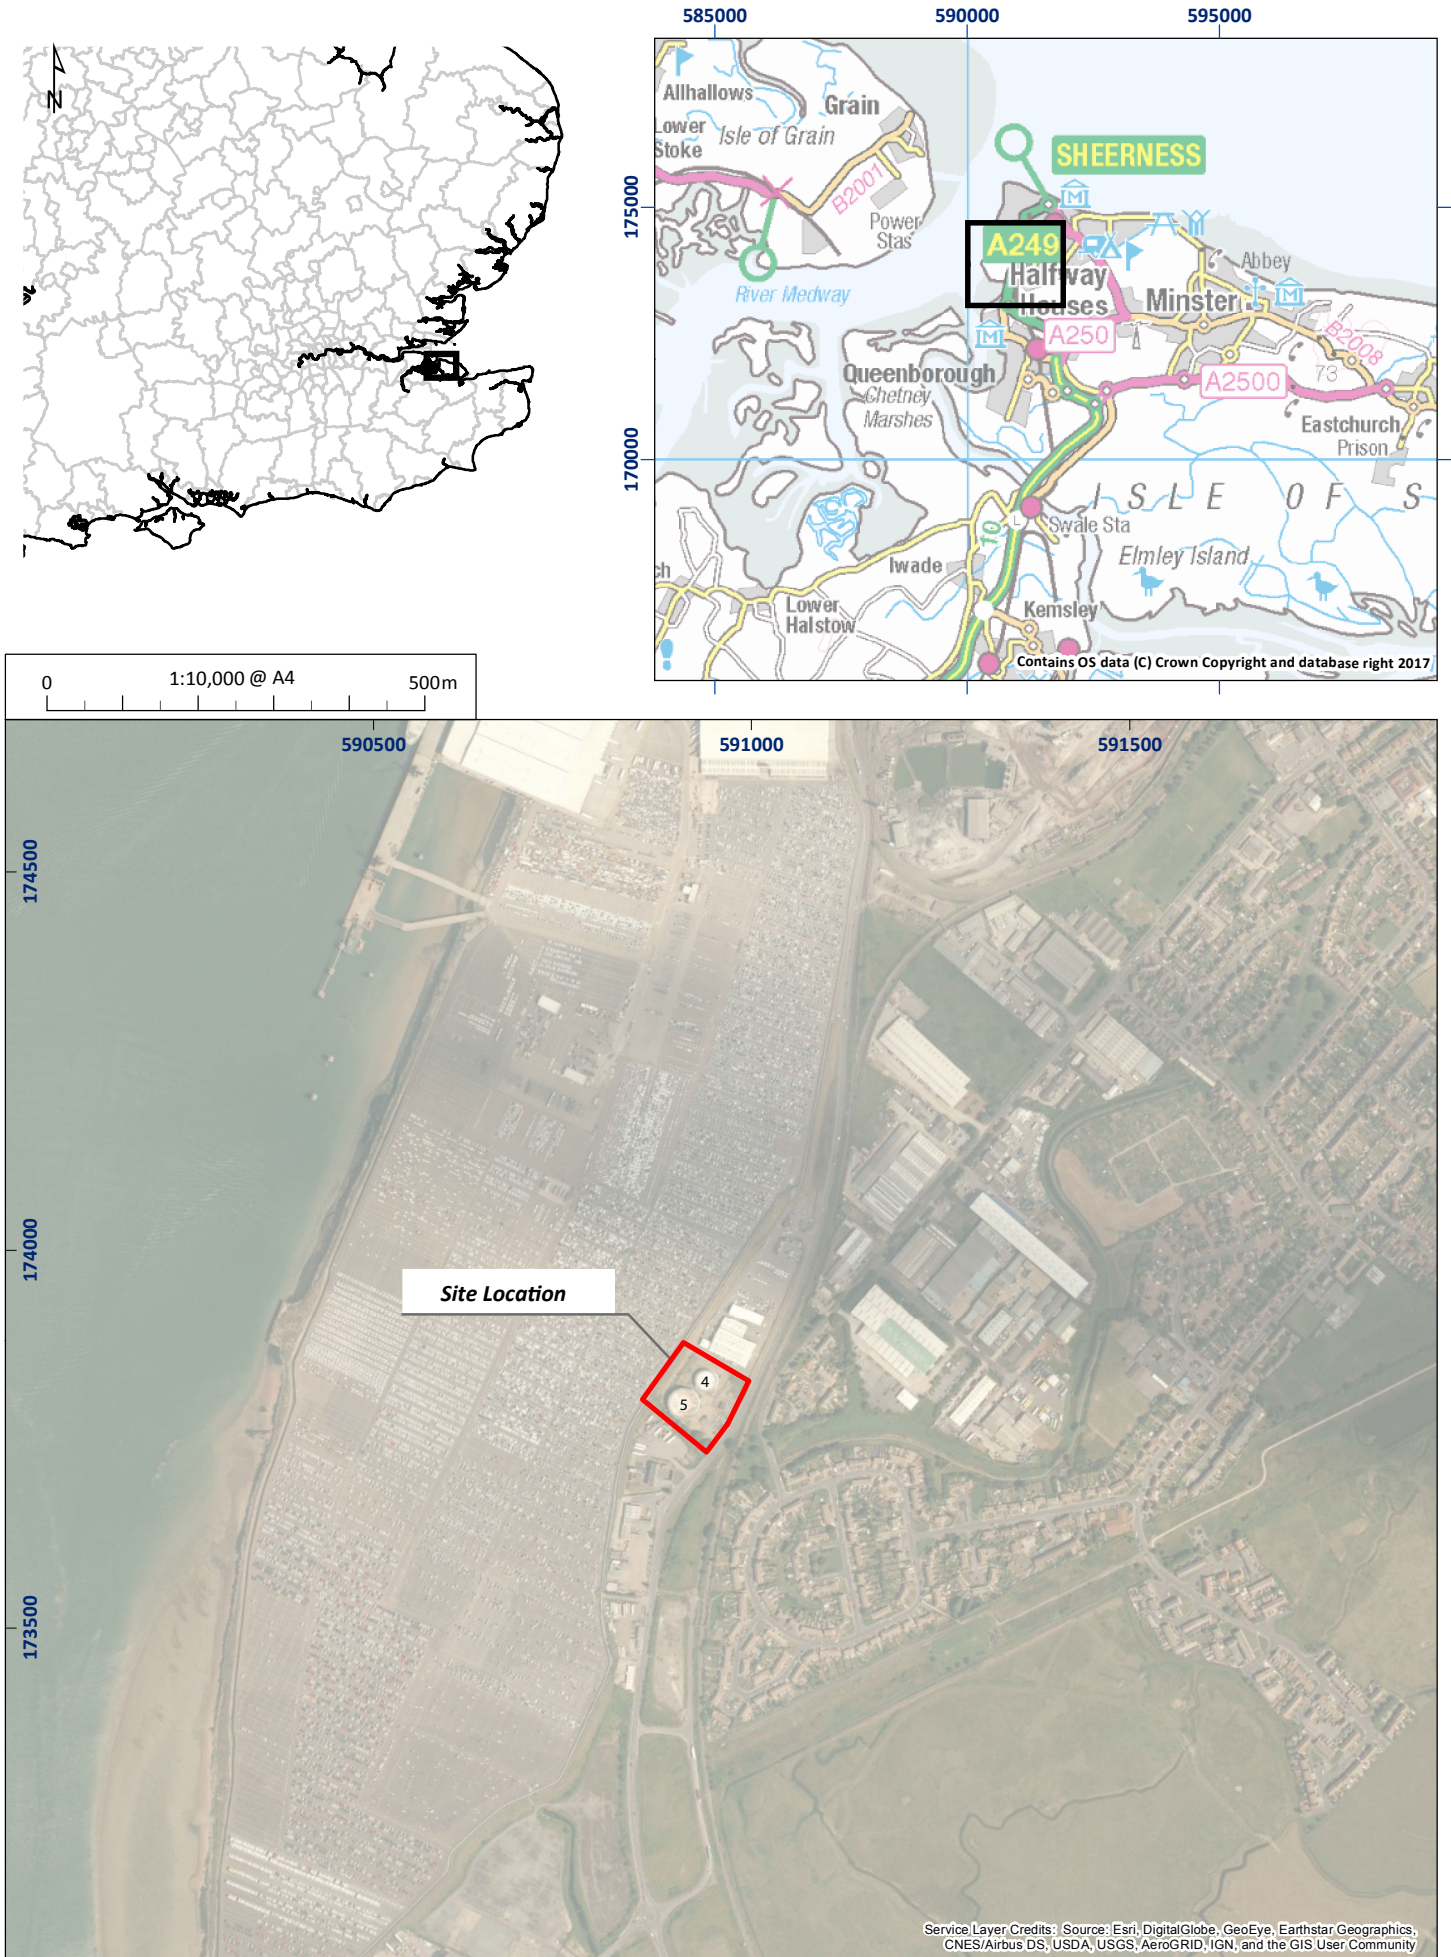 N
585000
590000
595000
175000
170000
Allhallows
Grain
Lower
Stoke
Isle of Grain
B2001
Power
Stas
River Medway
SHEERNESS
A249
Halfway
Houses
Abbey
Minster
A250
B2008
Queenborough
Chetney
Marshes
A2500
73
Eastchurch
Prison
ISLE OF S
10
Swale Sta
Elmley Island
Iwade
ch
Lower
Halstow
Kemsley
Contains OS data (C) Crown Copyright and database right 2017
0 1:10,000 @ A4 500m
590500
591000
591500
174500
174000
173500
Site Location
4
5
Service Layer Credits: Source: Esri, DigitalGlobe, GeoEye, Earthstar Geographics,
CNES/Airbus DS, USDA, USGS, AeroGRID, IGN, and the GIS User Community